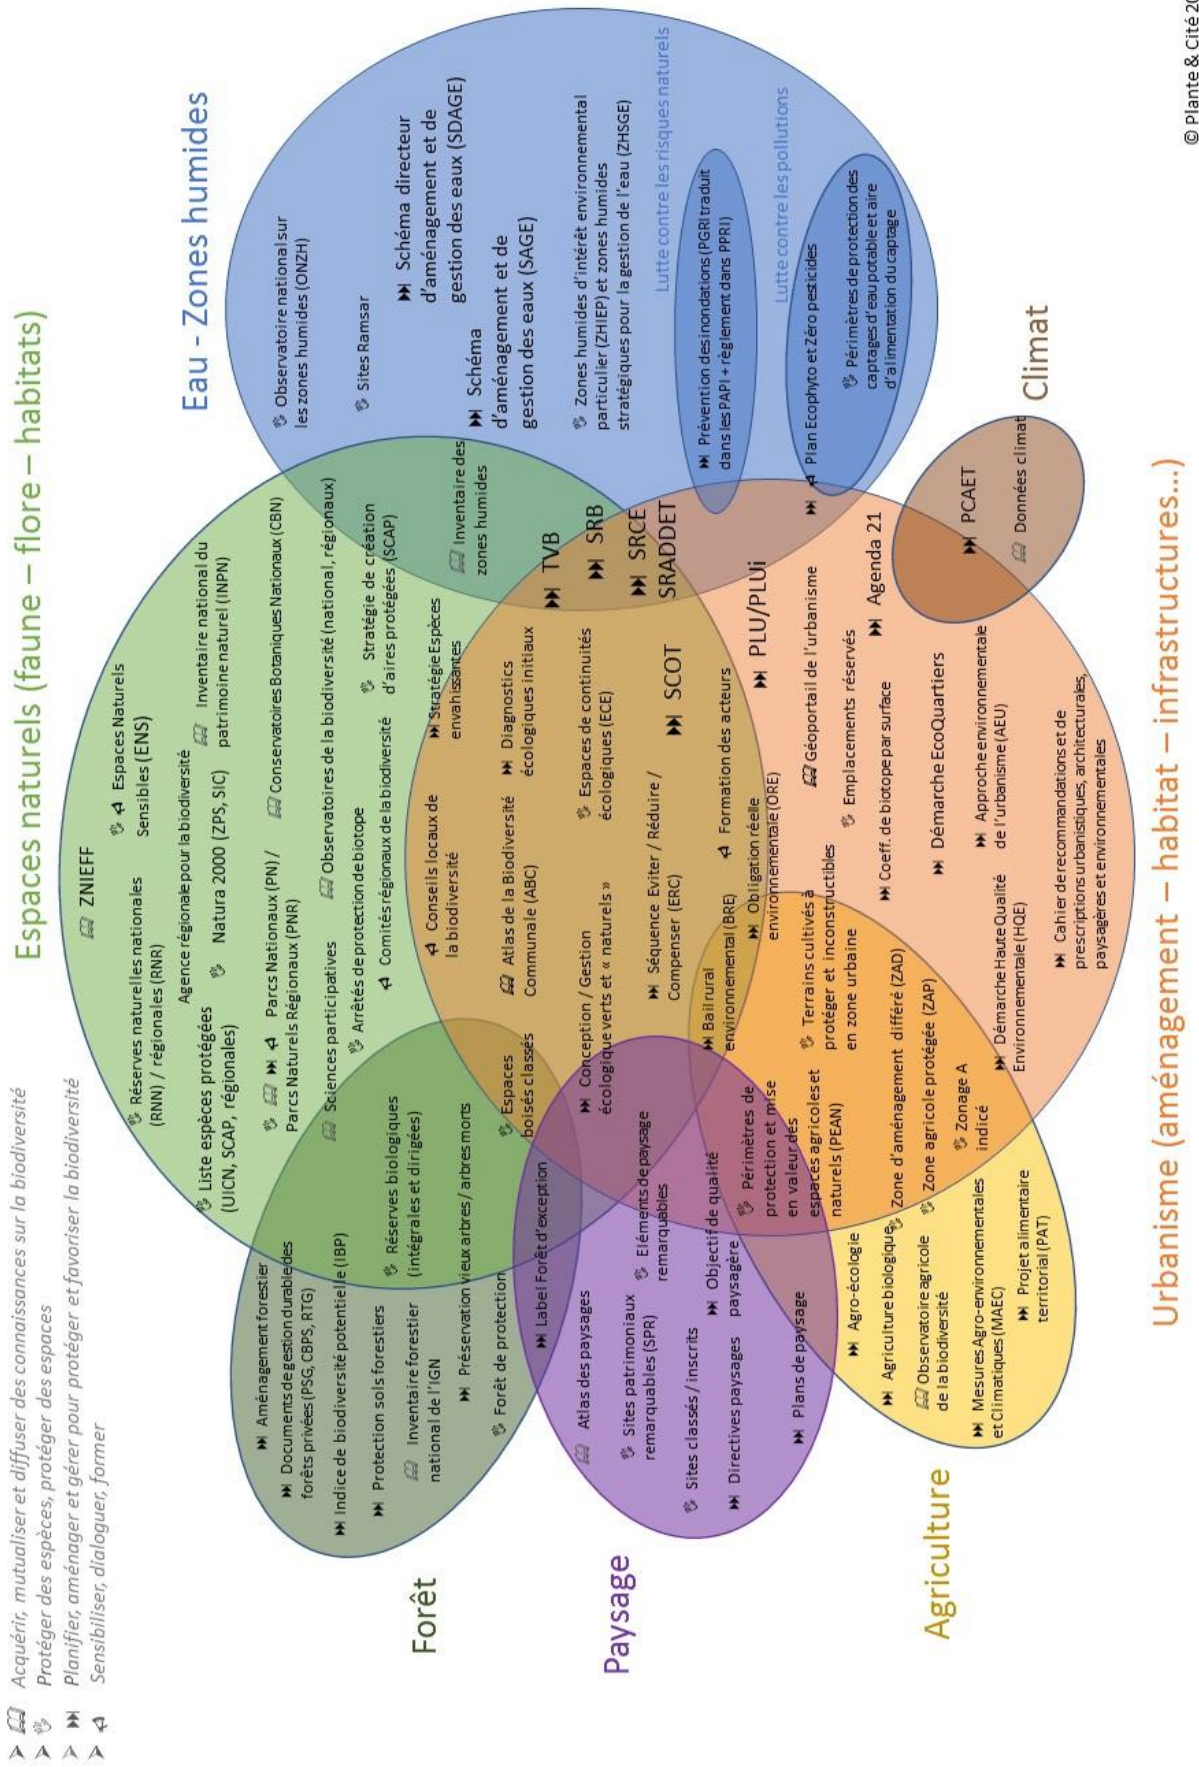 Acquérir, mutualiser et diffuser des connaissances sur la biodiversité
Protéger des espèces, protéger des espaces
Planifier, aménager et gérer pour protéger et favoriser la biodiversité
Sensibiliser, dialoguer, former
Espaces naturels (faune – flore – habitats)
ZNIEFF
Réserves naturelles nationales
(RNN) / régionales (RNR)
Espaces Naturels
Sensibles (ENS)
Agence régionale pour la biodiversité
Liste espèces protégées
(UICN, SCAP, régionales)
Natura 2000 (ZPS, SIC)
Inventaire national du
patrimoine naturel (INPN)
Parcs Nationaux (PN) /
Parcs Naturels Régionaux (PNR)
Conservatoires Botaniques Nationaux (CBN)
Sciences participatives
Observatoires de la biodiversité (national, régionaux)
Arrêtés de protection de biotope
Comités régionaux de la biodiversité
Stratégie de création
d'aires protégées (SCAP)
Conseils locaux de
la biodiversité
Stratégie Espèces
envahissantes
Inventaire des
zones humides
Eau - Zones humides
Observatoire national sur
les zones humides (ONZH)
Sites Ramsar
Schéma directeur
d'aménagement et de
gestion des eaux (SDAGE)
Schéma
d'aménagement et de
gestion des eaux (SAGE)
Zones humides d'intérêt environnemental
particulier (ZHIEP) et zones humides
stratégiques pour la gestion de l'eau (ZHSGE)
Lutte contre les risques naturels
Prévention des inondations (PGRI traduit
dans les PAPI + règlement dans PPRI)
Lutte contre les pollutions
Plan Ecophyto et Zéro pesticides
Périmètres de protection des
captages d'eau potable et aire
d'alimentation du captage
Forêt
Aménagement forestier
Documents de gestion durable des
forêts privées (PSG, CBPS, RTG)
Indice de biodiversité potentielle (IBP)
Protection sols forestiers
Inventaire forestier
national de l'IGN
Réserves biologiques
(intégrales et dirigées)
Préservation vieux arbres / arbres morts
Forêt de protection
Label Forêt d'exception
Espaces
boisés classés
Atlas de la Biodiversité
Communale (ABC)
Diagnostics
écologiques initiaux
TVB
SRB
SRCE
SRADDET
Conception / Gestion
écologique verts et « naturels »
Espaces de continuités
écologiques (ECE)
Séquence Eviter / Réduire /
Compenser (ERC)
SCOT
Formation des acteurs
Bail rural
environnemental (BRE)
Obligation réelle
environnementale (ORE)
PLU/PLUi
Paysage
Atlas des paysages
Sites patrimoniaux
remarquables (SPR)
Eléments de paysage
remarquables
Sites classés / inscrits
Objectif de qualité
paysagère
Directives paysages
Plans de paysage
Périmètres de
protection et mise
en valeur des
espaces agricoles et
naturels (PEAN)
Terrains cultivés à
protéger et inconstructibles
en zone urbaine
Géoportail de l'urbanisme
Emplacements réservés
Coeff. de biotope par surface
Agenda 21
Démarche EcoQuartiers
Approche environnementale
de l'urbanisme (AEU)
Démarche Haute Qualité
Environnementale (HQE)
Cahier de recommandations et de
prescriptions urbanistiques, architecturales,
paysagères et environnementales
Agriculture
Agro-écologie
Agriculture biologique
Observatoire agricole
de la biodiversité
Mesures Agro-environnementales
et Climatiques (MAEC)
Projet alimentaire
territorial (PAT)
Zone d'aménagement différé (ZAD)
Zone agricole protégée (ZAP)
Zonage A
indicé
Climat
PCAET
Données climat
Urbanisme (aménagement – habitat – infrastructures…)
© Plante & Cité 20